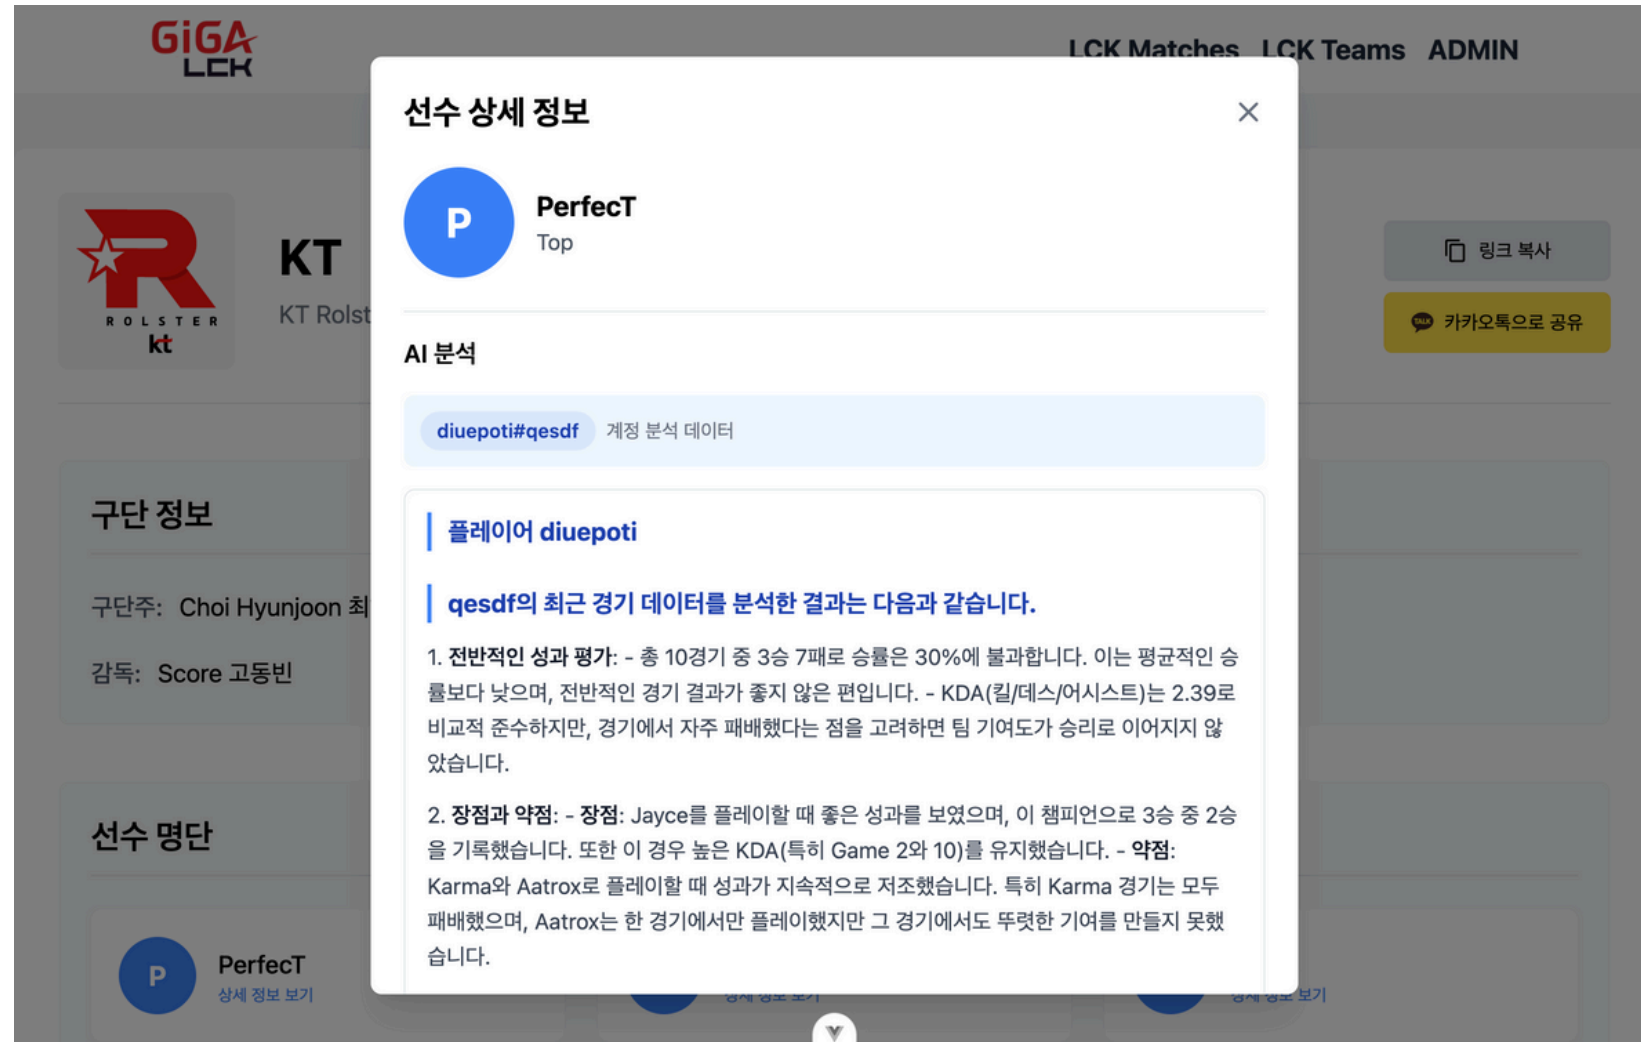 GiGA
LCK
LCK Matches LCK Teams ADMIN
선수 상세 정보
P
PerfecT
Top
ROLSTER
kt
KT
KT Rolst
링크 복사
TALK 카카오톡으로 공유
AI 분석
diuepoti#qesdf 계정 분석 데이터
플레이어 diuepoti
qesdf의 최근 경기 데이터를 분석한 결과는 다음과 같습니다.
1. 전반적인 성과 평가: - 총 10경기 중 3승 7패로 승률은 30%에 불과합니다. 이는 평균적인 승
률보다 낮으며, 전반적인 경기 결과가 좋지 않은 편입니다. - KDA(킬/데스/어시스트)는 2.39로
비교적 준수하지만, 경기에서 자주 패배했다는 점을 고려하면 팀 기여도가 승리로 이어지지 않
았습니다.
2. 장점과 약점: - 장점: Jayce를 플레이할 때 좋은 성과를 보였으며, 이 챔피언으로 3승 중 2승
을 기록했습니다. 또한 이 경우 높은 KDA(특히 Game 2와 10)를 유지했습니다. - 약점:
Karma와 Aatrox로 플레이할 때 성과가 지속적으로 저조했습니다. 특히 Karma 경기는 모두
패배했으며, Aatrox는 한 경기에서만 플레이했지만 그 경기에서도 뚜렷한 기여를 만들지 못했
습니다.
구단 정보
구단주: Choi Hyunjoon 최
감독: Score 고동빈
선수 명단
P
PerfecT
상세 정보 보기
상세 정보 보기
상세 정보 보기